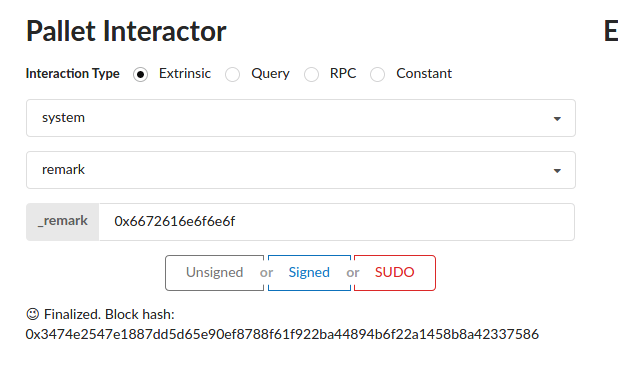 Pallet Interactor
E
Interaction Type Extrinsic Query RPC Constant
system
remark
_remark 0x6672616e6f6e6f
Unsigned or Signed or SUDO
😉 Finalized. Block hash:
0x3474e2547e1887dd5d65e90ef8788f61f922ba44894b6f22a1458b8a42337586